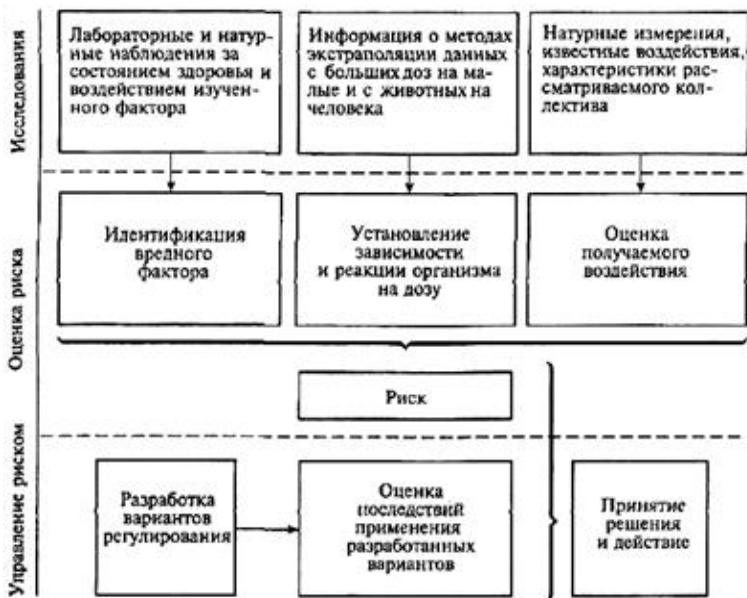 Исследования
Лабораторные и натур-
ные наблюдения за
состоянием здоровья и
воздействием изучен-
ного фактора
Информация о методах
экстраполяции данных
с больших доз на ма-
лые и с животных на
человека
Натурные измерения,
известные воздействия,
характеристики рас-
сматриваемого кол-
лектива
Оценка риска
Идентификация
вредного
фактора
Установление
зависимости
и реакции организма
на дозу
Оценка
получаемого
воздействия
Риск
Управление риском
Разработка
вариантов
регулирования
Оценка
последствий
применения
разработанных
вариантов
Принятие
решения
и действие